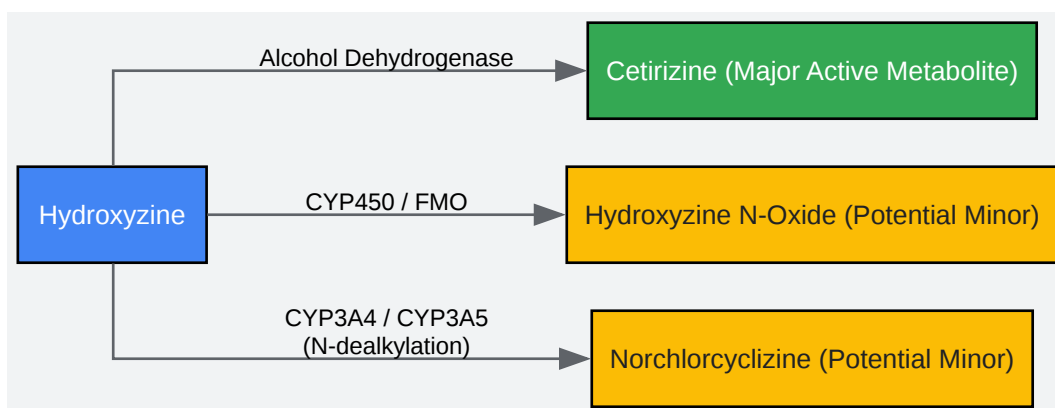 Alcohol Dehydrogenase
Cetirizine (Major Active Metabolite)
Hydroxyzine
CYP450 / FMO
Hydroxyzine N-Oxide (Potential Minor)
CYP3A4 / CYP3A5
(N-dealkylation)
Norchlorcyclizine (Potential Minor)